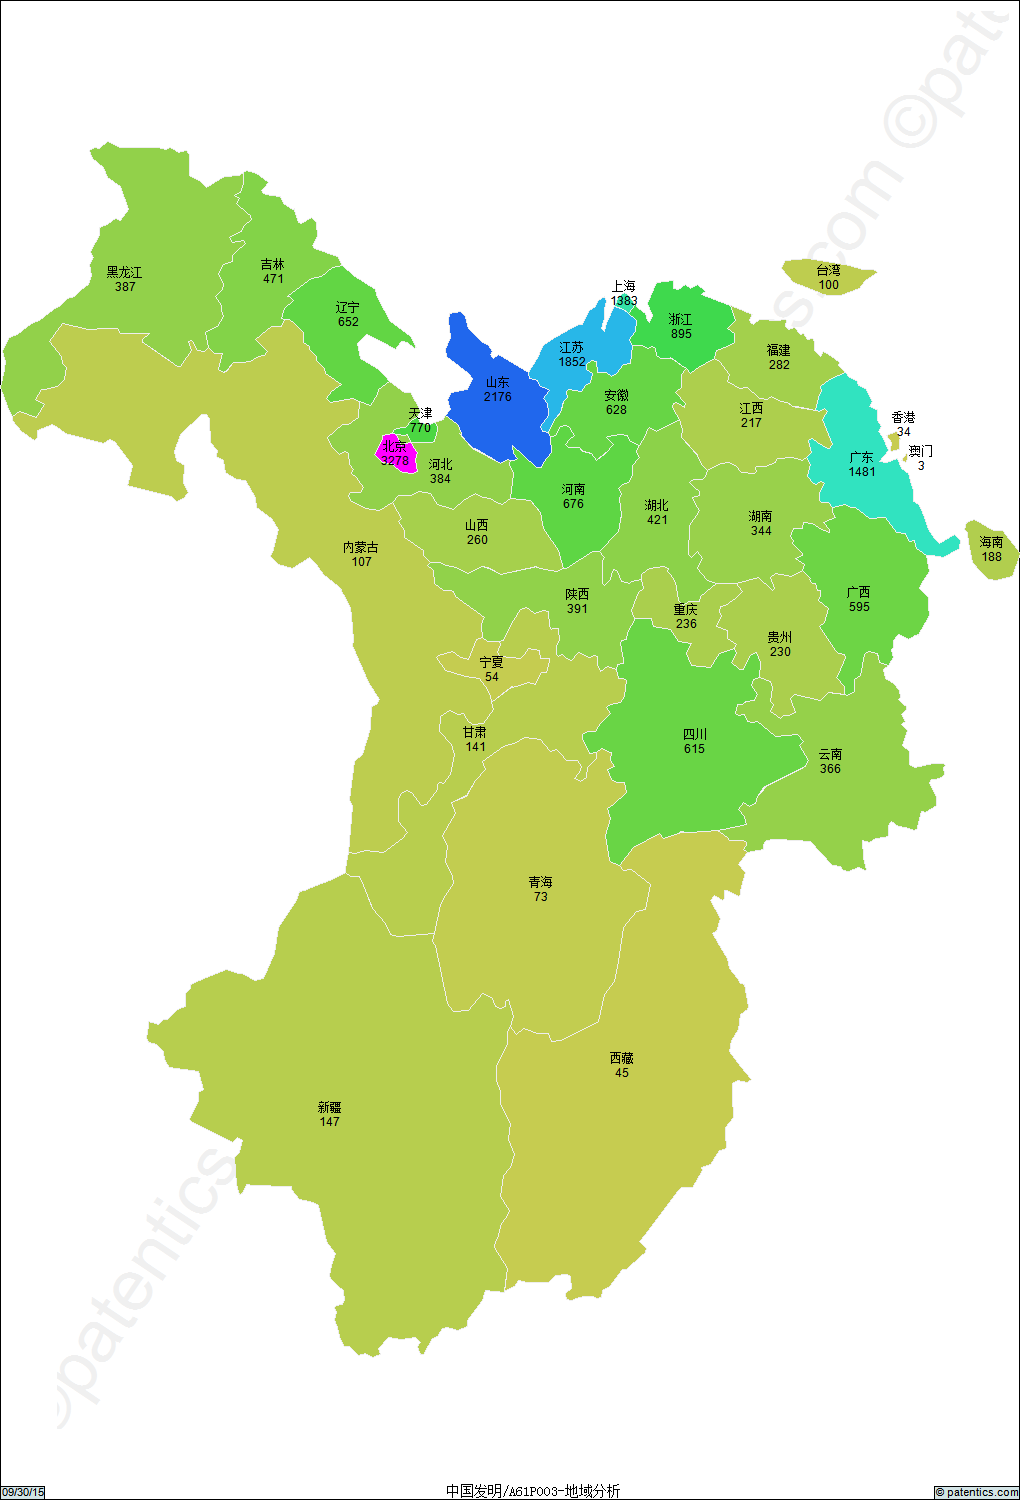 ©patentics.com ©pate
黑龙江
387
吉林
471
辽宁
652
台湾
100
上海
1383
浙江
895
江苏
1852
福建
282
山东
2176
安徽
628
江西
217
天津
770
香港
34
澳门
3
北京
3278
河北
384
广东
1481
河南
676
湖北
421
湖南
344
山西
260
海南
188
内蒙古
107
陕西
391
广西
595
重庆
236
贵州
230
宁夏
54
甘肃
141
四川
615
云南
366
青海
73
西藏
45
新疆
147
09/30/15
中国发明/A61P003-地域分析
© patentics.com